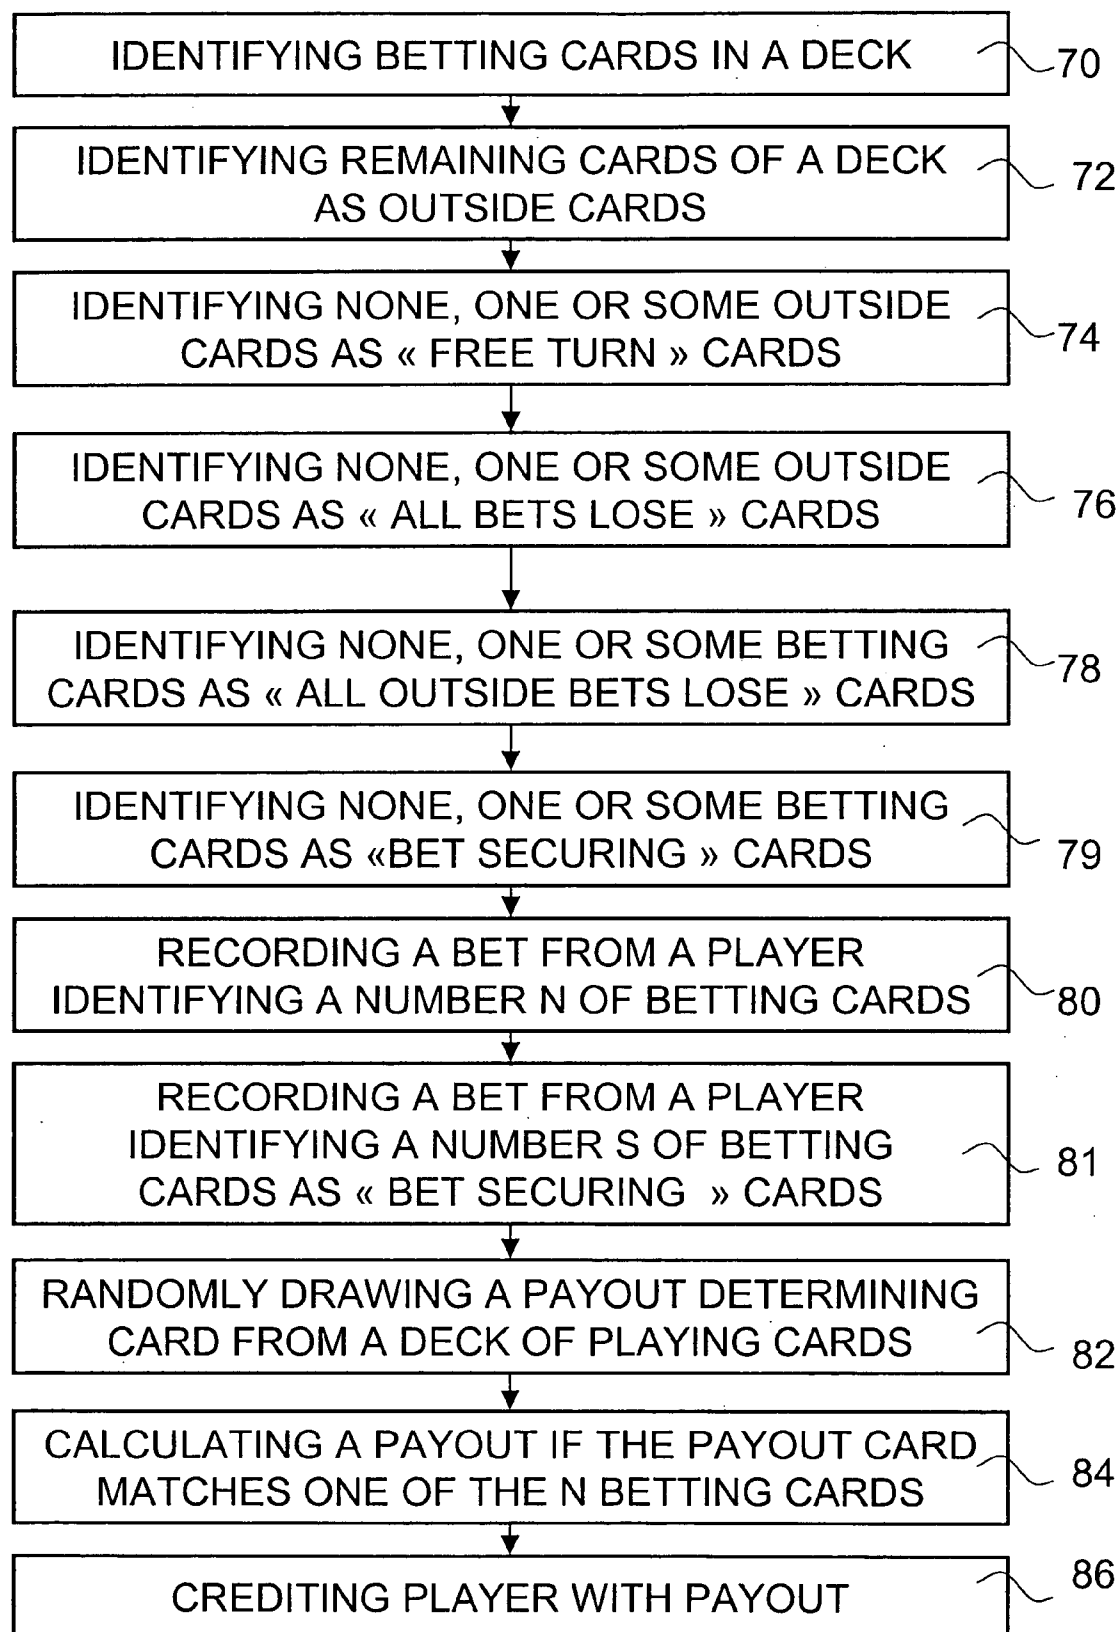 IDENTIFYING BETTING CARDS IN A DECK
70
IDENTIFYING REMAINING CARDS OF A DECK
AS OUTSIDE CARDS
72
IDENTIFYING NONE, ONE OR SOME OUTSIDE
CARDS AS « FREE TURN » CARDS
74
IDENTIFYING NONE, ONE OR SOME OUTSIDE
CARDS AS « ALL BETS LOSE » CARDS
76
IDENTIFYING NONE, ONE OR SOME BETTING
CARDS AS « ALL OUTSIDE BETS LOSE » CARDS
78
IDENTIFYING NONE, ONE OR SOME BETTING
CARDS AS «BET SECURING » CARDS
79
RECORDING A BET FROM A PLAYER
IDENTIFYING A NUMBER N OF BETTING CARDS
80
RECORDING A BET FROM A PLAYER
IDENTIFYING A NUMBER S OF BETTING
CARDS AS « BET SECURING » CARDS
81
RANDOMLY DRAWING A PAYOUT DETERMINING
CARD FROM A DECK OF PLAYING CARDS
82
CALCULATING A PAYOUT IF THE PAYOUT CARD
MATCHES ONE OF THE N BETTING CARDS
84
CREDITING PLAYER WITH PAYOUT
86